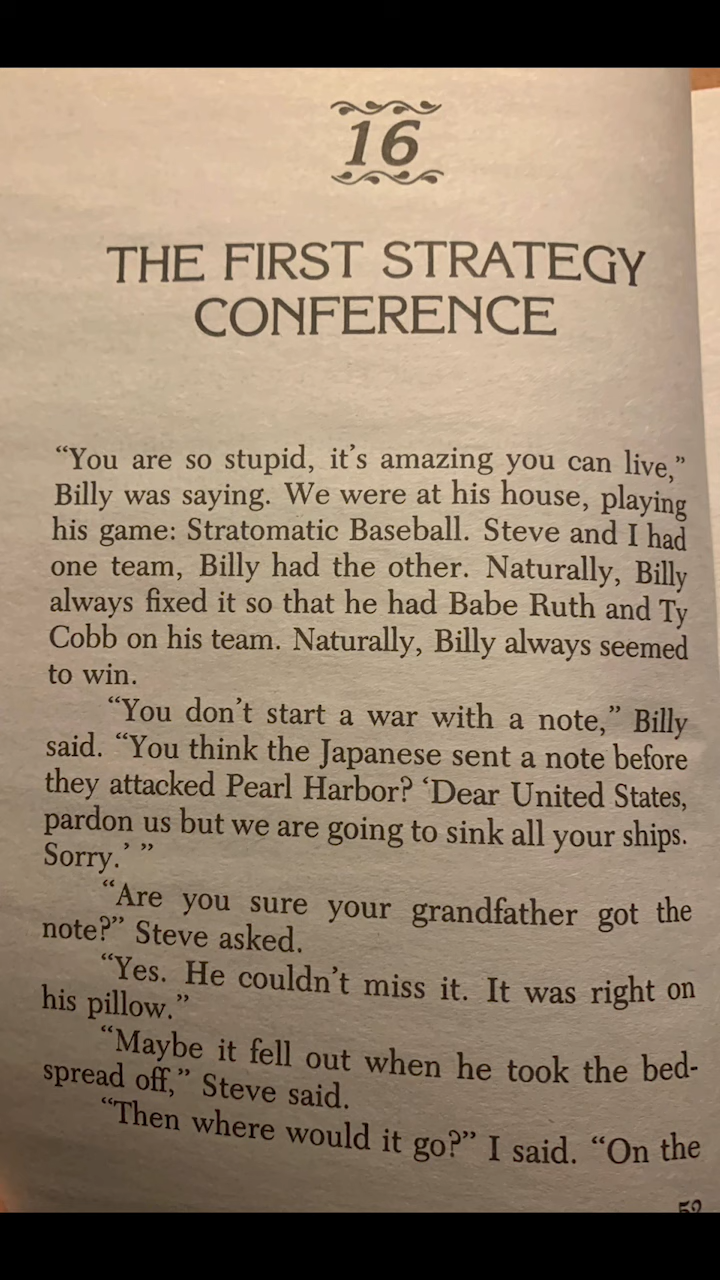 16
THE FIRST STRATEGY
CONFERENCE
“You are so stupid, it’s amazing you can live,”
Billy was saying. We were at his house, playing
his game: Stratomatic Baseball. Steve and I had
one team, Billy had the other. Naturally, Billy
always fixed it so that he had Babe Ruth and Ty
Cobb on his team. Naturally, Billy always seemed
to win.
“You don’t start a war with a note,” Billy
said. “You think the Japanese sent a note before
they attacked Pearl Harbor? ‘Dear United States,
pardon us but we are going to sink all your ships.
Sorry.’ ”
“Are you sure your grandfather got the
note?” Steve asked.
“Yes. He couldn’t miss it. It was right on
his pillow.”
“Maybe it fell out when he took the bed-
spread off,” Steve said.
“Then where would it go?” I said. “On the